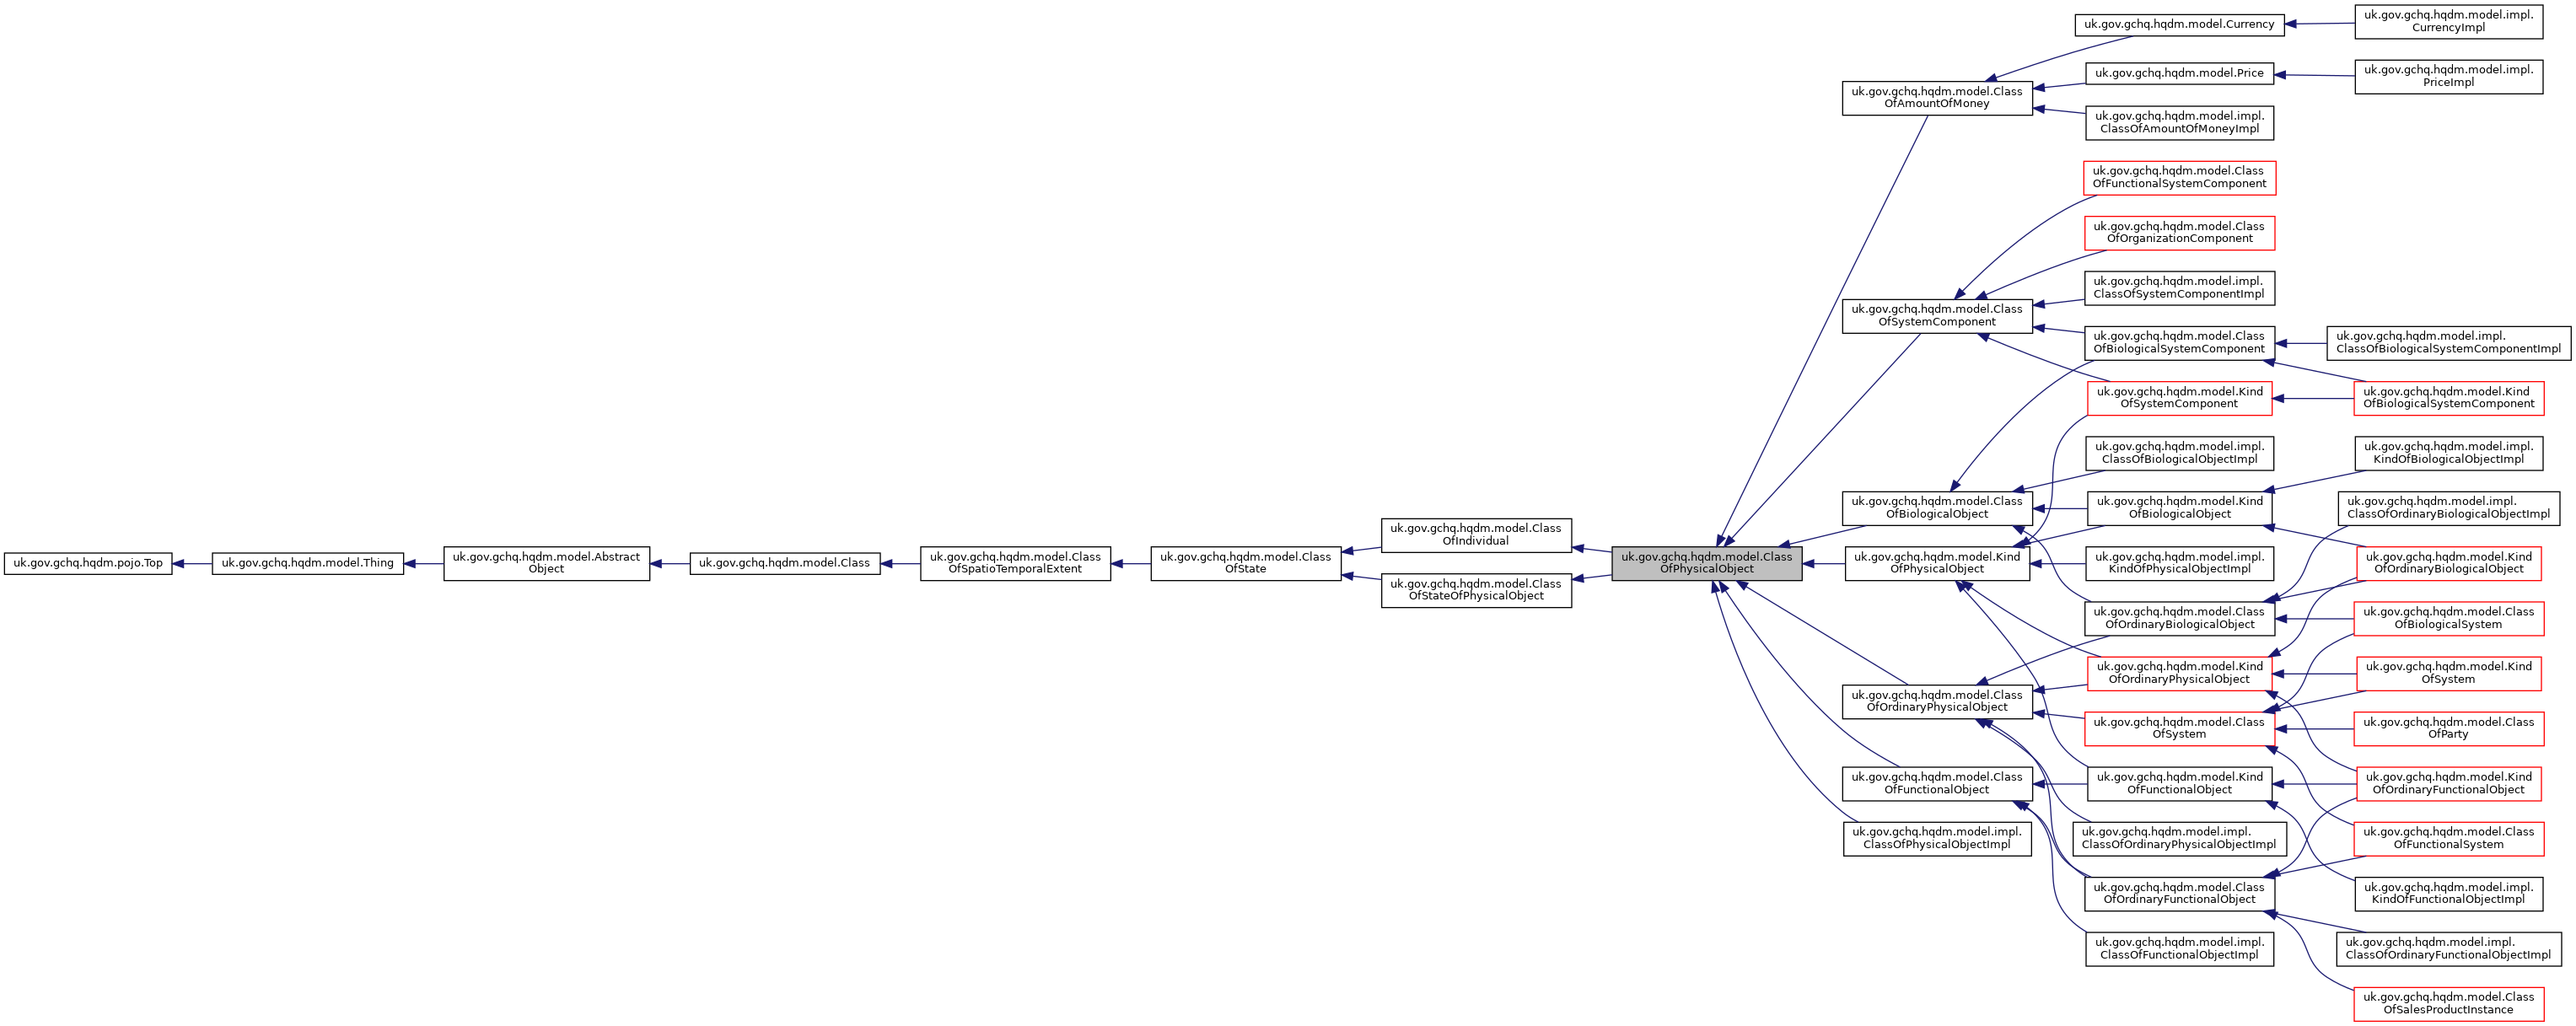 uk.gov.gchq.hqdm.pojo.Top
uk.gov.gchq.hqdm.model.Thing
uk.gov.gchq.hqdm.model.Abstract
Object
uk.gov.gchq.hqdm.model.Class
uk.gov.gchq.hqdm.model.Class
OfSpatioTemporalExtent
uk.gov.gchq.hqdm.model.Class
OfState
uk.gov.gchq.hqdm.model.Class
OfIndividual
uk.gov.gchq.hqdm.model.Class
OfStateOfPhysicalObject
uk.gov.gchq.hqdm.model.Class
OfPhysicalObject
uk.gov.gchq.hqdm.model.Class
OfAmountOfMoney
uk.gov.gchq.hqdm.model.Class
OfSystemComponent
uk.gov.gchq.hqdm.model.Class
OfBiologicalObject
uk.gov.gchq.hqdm.model.Kind
OfPhysicalObject
uk.gov.gchq.hqdm.model.Class
OfOrdinaryPhysicalObject
uk.gov.gchq.hqdm.model.Class
OfFunctionalObject
uk.gov.gchq.hqdm.model.impl.
ClassOfPhysicalObjectImpl
uk.gov.gchq.hqdm.model.Currency
uk.gov.gchq.hqdm.model.Price
uk.gov.gchq.hqdm.model.impl.
ClassOfAmountOfMoneyImpl
uk.gov.gchq.hqdm.model.Class
OfFunctionalSystemComponent
uk.gov.gchq.hqdm.model.Class
OfOrganizationComponent
uk.gov.gchq.hqdm.model.impl.
ClassOfSystemComponentImpl
uk.gov.gchq.hqdm.model.Class
OfBiologicalSystemComponent
uk.gov.gchq.hqdm.model.Kind
OfSystemComponent
uk.gov.gchq.hqdm.model.impl.
ClassOfBiologicalObjectImpl
uk.gov.gchq.hqdm.model.Kind
OfBiologicalObject
uk.gov.gchq.hqdm.model.impl.
KindOfPhysicalObjectImpl
uk.gov.gchq.hqdm.model.Class
OfOrdinaryBiologicalObject
uk.gov.gchq.hqdm.model.Kind
OfOrdinaryPhysicalObject
uk.gov.gchq.hqdm.model.Class
OfSystem
uk.gov.gchq.hqdm.model.Kind
OfFunctionalObject
uk.gov.gchq.hqdm.model.impl.
ClassOfOrdinaryPhysicalObjectImpl
uk.gov.gchq.hqdm.model.Class
OfOrdinaryFunctionalObject
uk.gov.gchq.hqdm.model.impl.
ClassOfFunctionalObjectImpl
uk.gov.gchq.hqdm.model.impl.
CurrencyImpl
uk.gov.gchq.hqdm.model.impl.
PriceImpl
uk.gov.gchq.hqdm.model.impl.
ClassOfBiologicalSystemComponentImpl
uk.gov.gchq.hqdm.model.Kind
OfBiologicalSystemComponent
uk.gov.gchq.hqdm.model.impl.
KindOfBiologicalObjectImpl
uk.gov.gchq.hqdm.model.impl.
ClassOfOrdinaryBiologicalObjectImpl
uk.gov.gchq.hqdm.model.Kind
OfOrdinaryBiologicalObject
uk.gov.gchq.hqdm.model.Class
OfBiologicalSystem
uk.gov.gchq.hqdm.model.Kind
OfSystem
uk.gov.gchq.hqdm.model.Class
OfParty
uk.gov.gchq.hqdm.model.Kind
OfOrdinaryFunctionalObject
uk.gov.gchq.hqdm.model.Class
OfFunctionalSystem
uk.gov.gchq.hqdm.model.impl.
KindOfFunctionalObjectImpl
uk.gov.gchq.hqdm.model.impl.
ClassOfOrdinaryFunctionalObjectImpl
uk.gov.gchq.hqdm.model.Class
OfSalesProductInstance